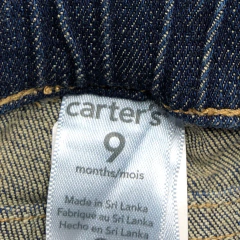 carter's
9
months/mois
Made in Sri Lanka
Fabriqué au Sri Lanka
Hecho en Sri Lanka